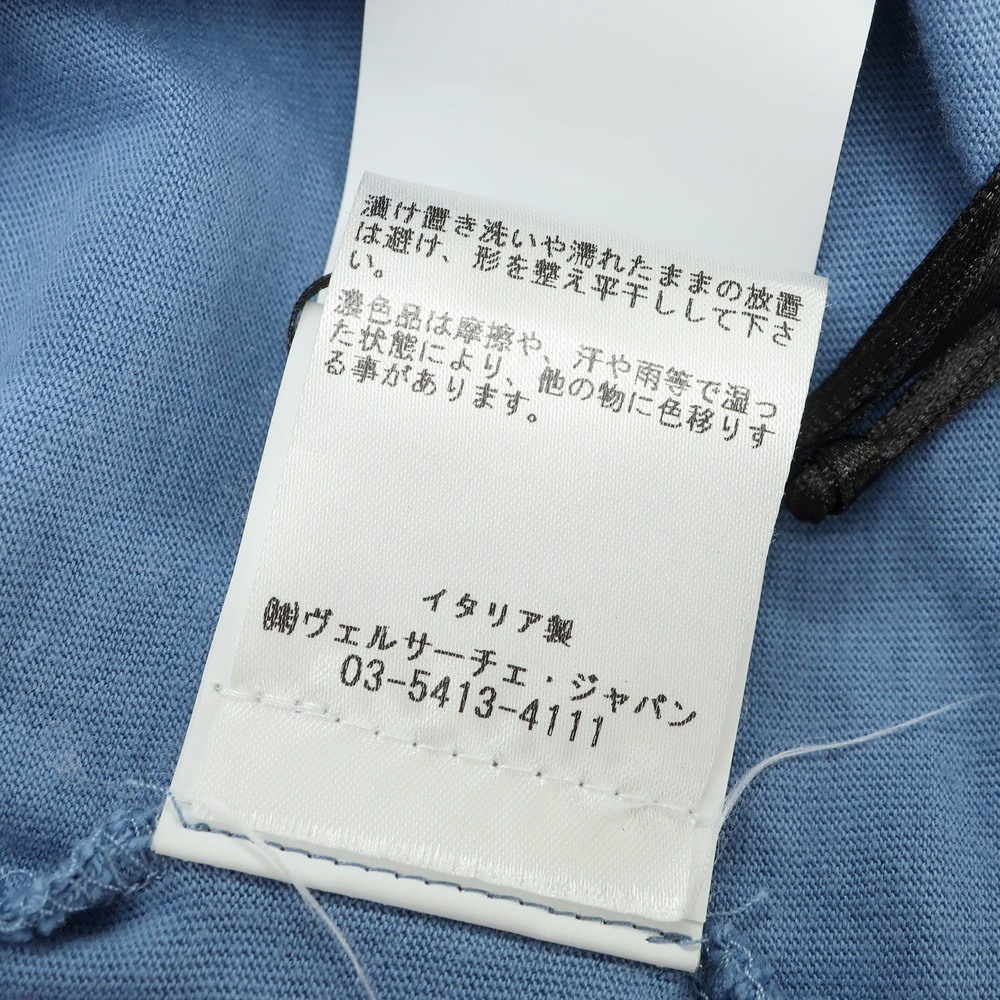 漬け置き洗いや濡れたままの放置
は避け、形を整え平干しして下さ
い。
濃色品は摩擦や、汗や雨等で湿っ
た状態により、他の物に色移りす
る事があります。
イタリア製
㈱ヴェルサーチェ・ジャパン
03-5413-4111